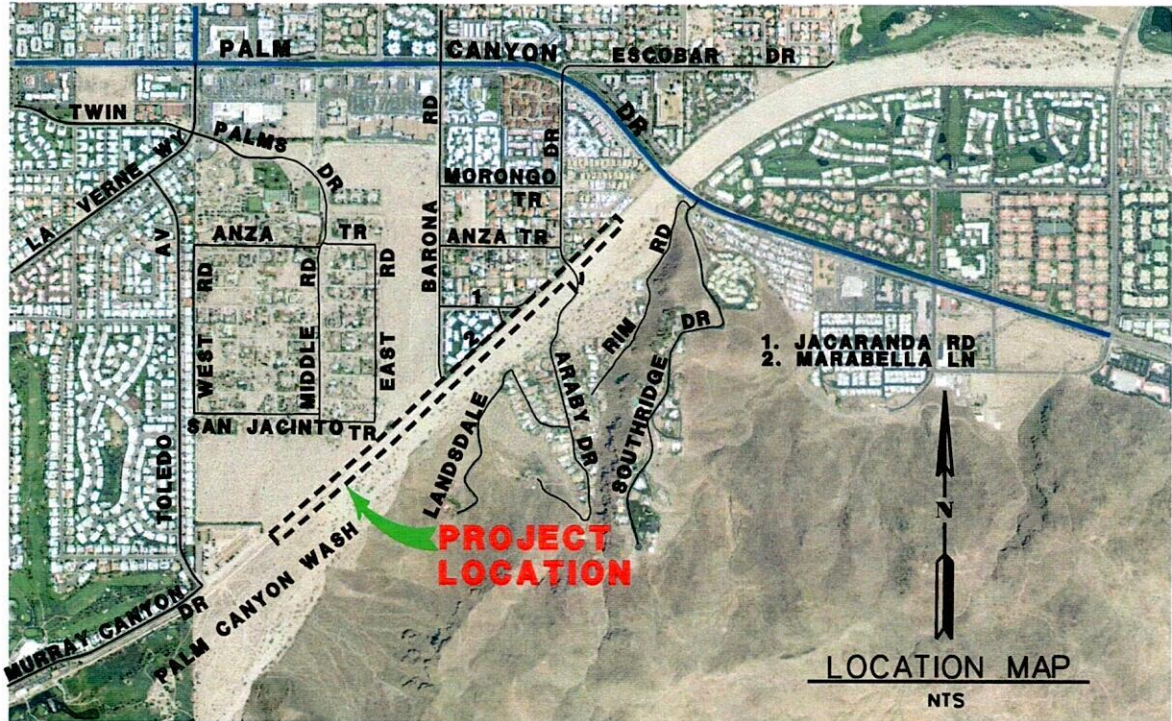 PALM CANYON DR
ESCOBAR DR
TWIN PALMS DR
LA VERNE WY
BARONA RD
DR
MORONGO TR
ANZA TR
ANZA TR
TOLEDO AV
WEST RD
MIDDLE RD
EAST RD
1
2
SAN JACINTO TR
RIM RD
ARABY DR
LANDSDALE
SOUTHRIDGE DR
1. JACARANDA RD
2. MARABELLA LN
PROJECT
LOCATION
MURRAY CANYON DR
PALM CANYON WASH
N
LOCATION MAP
NTS